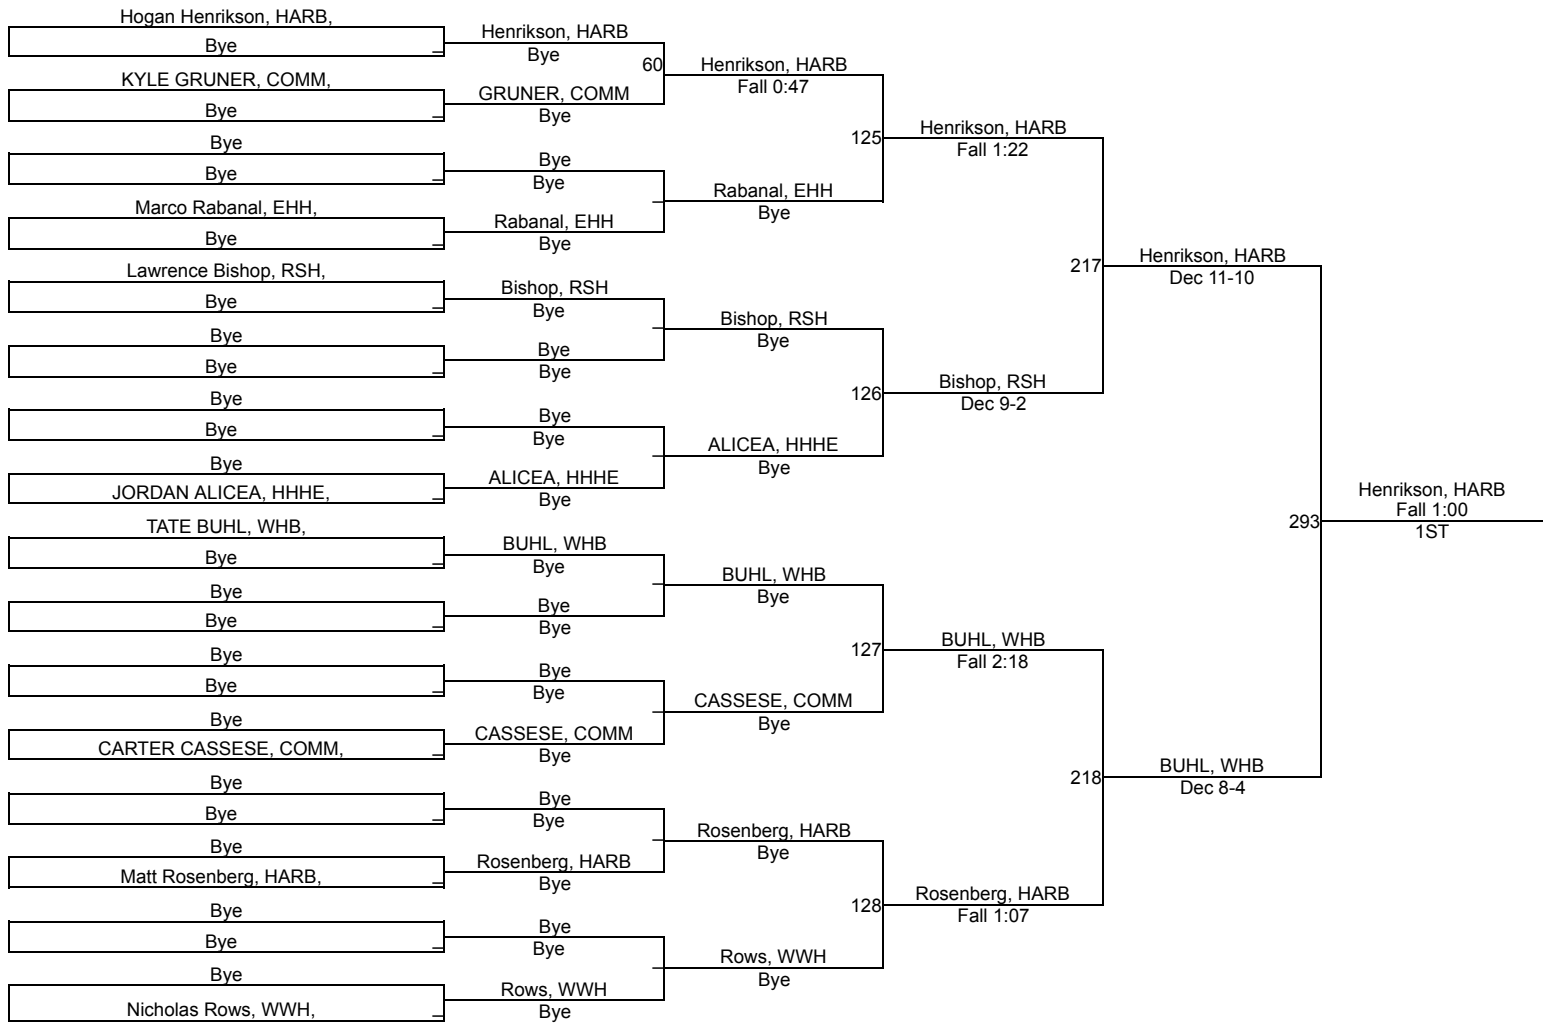 Hogan Henrikson, HARB,
Bye
KYLE GRUNER, COMM,
Bye
Bye
Bye
Marco Rabanal, EHH,
Bye
Lawrence Bishop, RSH,
Bye
Bye
Bye
Bye
Bye
Bye
JORDAN ALICEA, HHHE,
TATE BUHL, WHB,
Bye
Bye
Bye
Bye
Bye
Bye
CARTER CASSESE, COMM,
Bye
Bye
Bye
Matt Rosenberg, HARB,
Bye
Bye
Bye
Nicholas Rows, WWH,
Henrikson, HARB
Bye
60
GRUNER, COMM
Bye
Bye
Bye
Rabanal, EHH
Bye
Bishop, RSH
Bye
Bye
Bye
Bye
Bye
ALICEA, HHHE
Bye
BUHL, WHB
Bye
Bye
Bye
Bye
Bye
CASSESE, COMM
Bye
Bye
Bye
Rosenberg, HARB
Bye
Bye
Bye
Rows, WWH
Bye
Henrikson, HARB
Fall 0:47
125
Rabanal, EHH
Bye
Bishop, RSH
Bye
126
ALICEA, HHHE
Bye
BUHL, WHB
Bye
127
CASSESE, COMM
Bye
Rosenberg, HARB
Bye
128
Rows, WWH
Bye
Henrikson, HARB
Fall 1:22
217
Bishop, RSH
Dec 9-2
BUHL, WHB
Fall 2:18
218
Rosenberg, HARB
Fall 1:07
Henrikson, HARB
Dec 11-10
293
BUHL, WHB
Dec 8-4
Henrikson, HARB
Fall 1:00
1ST